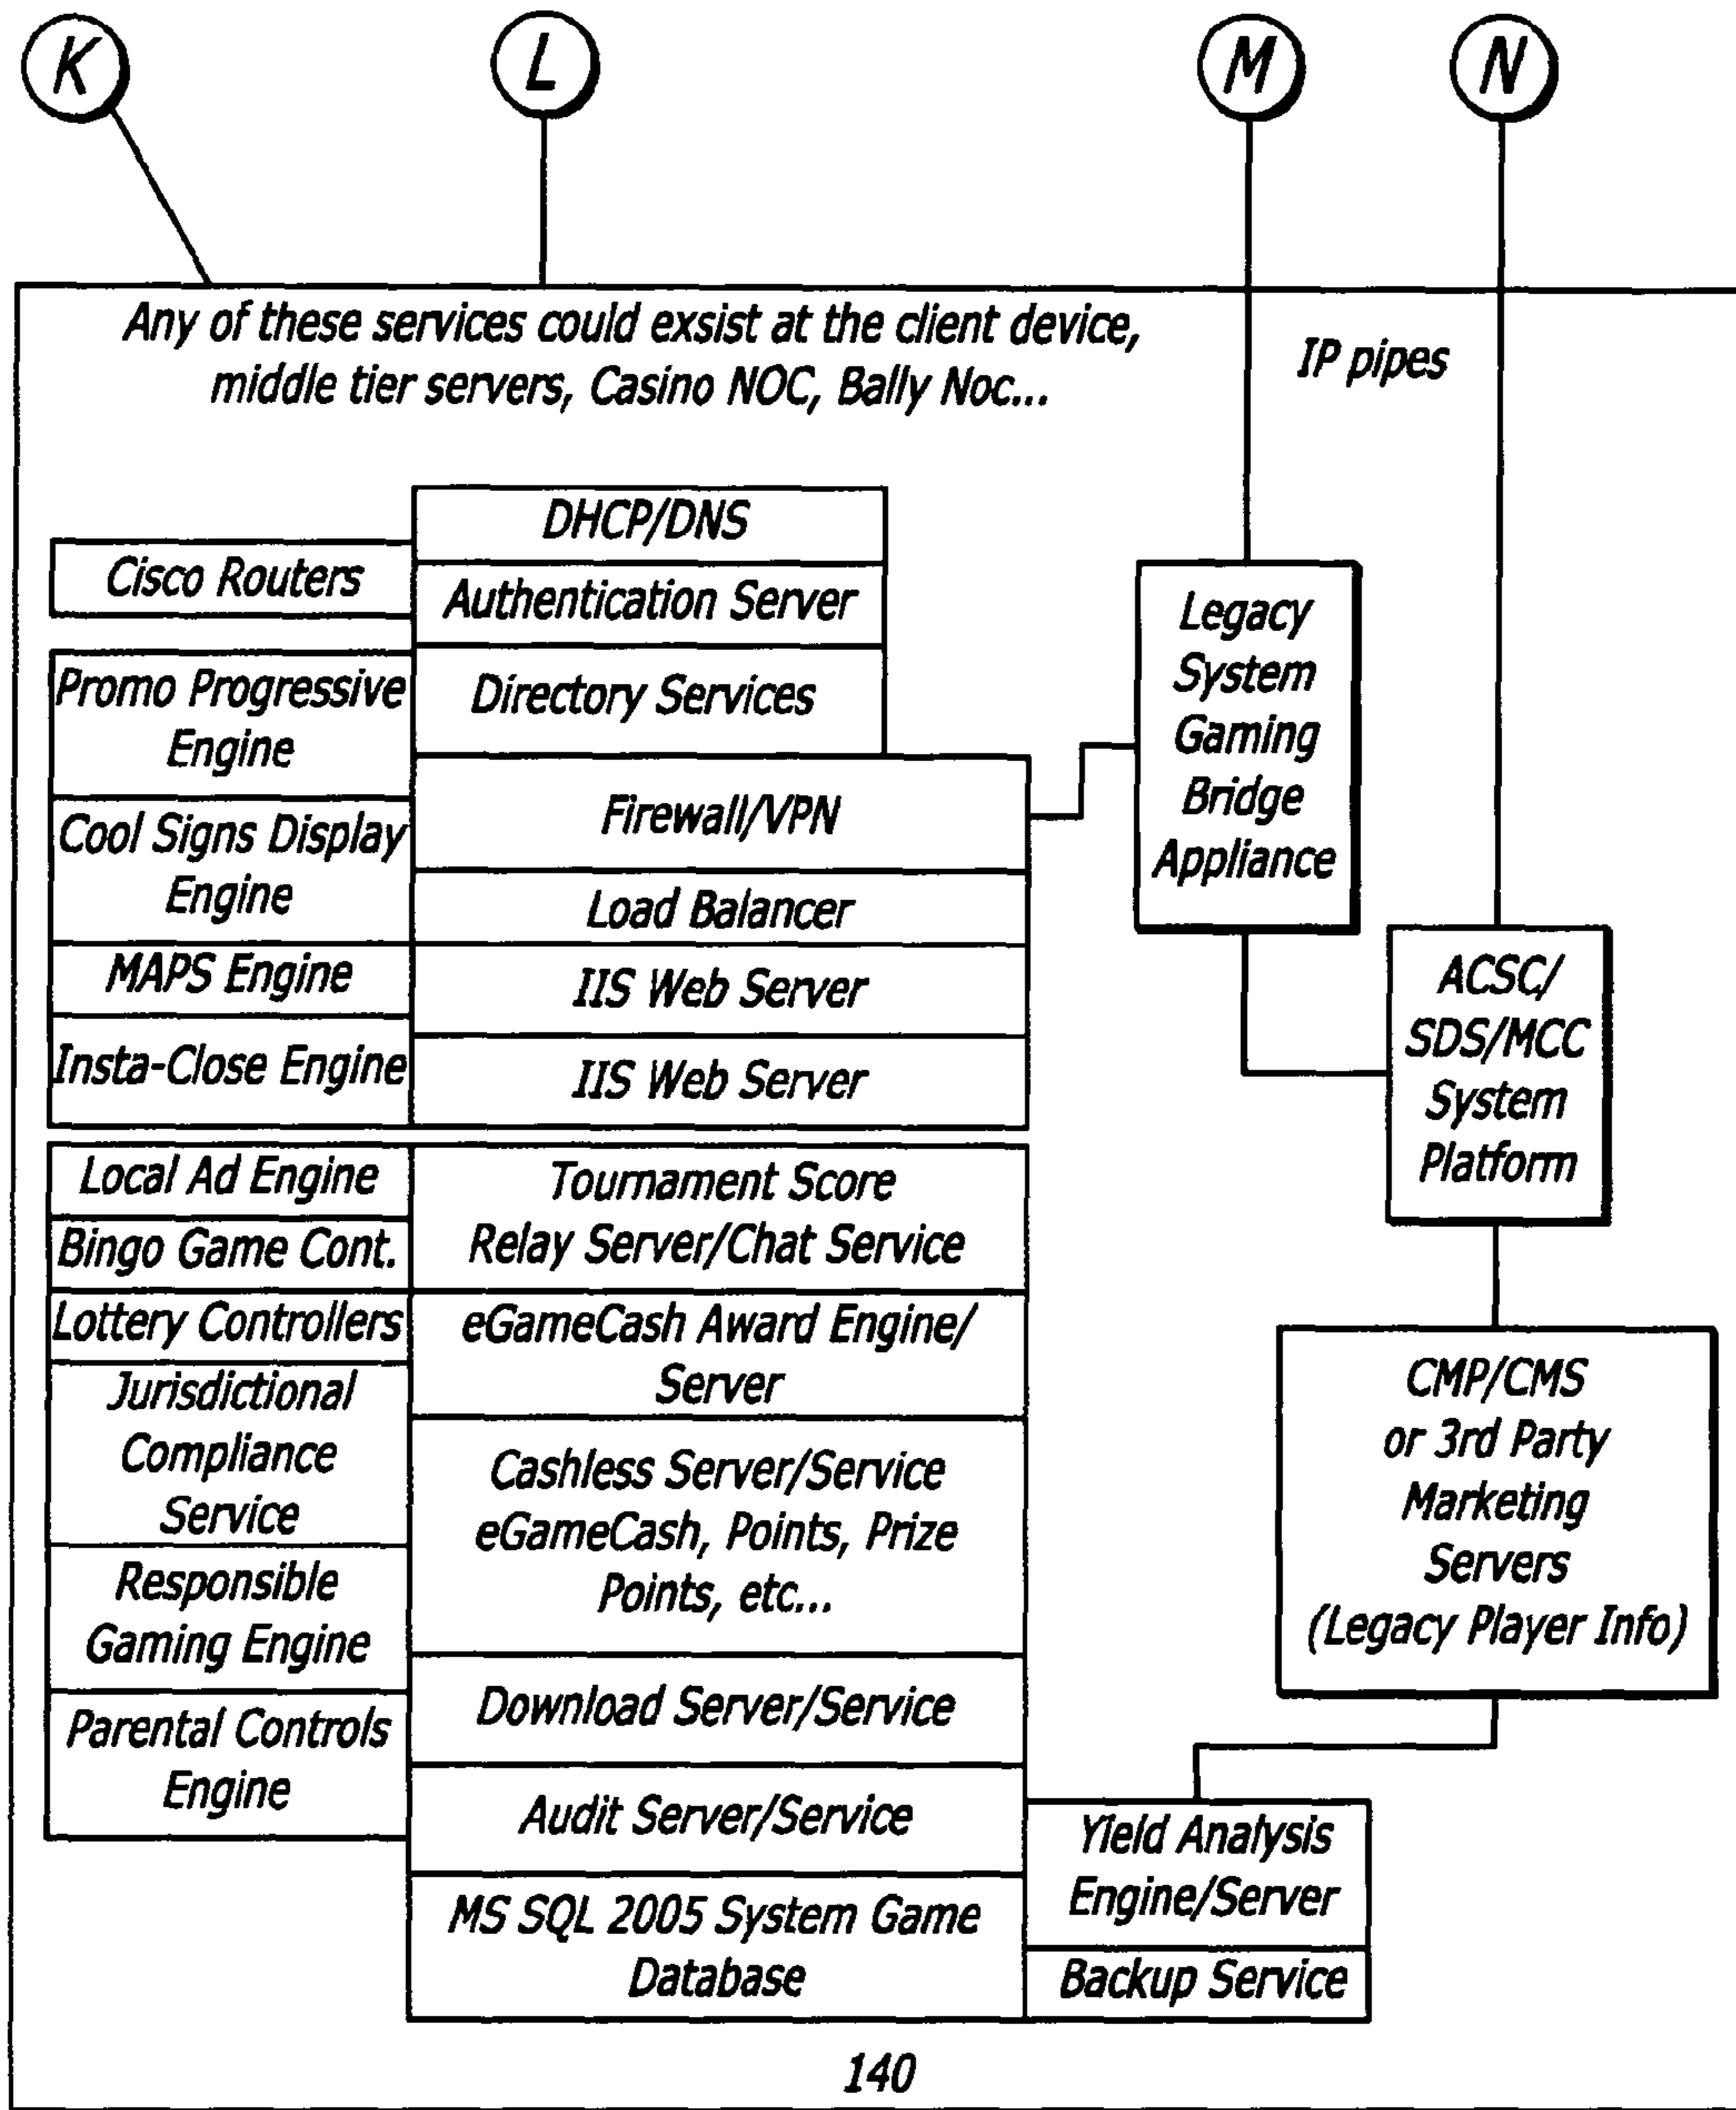 K
L
M
N
Any of these services could exsist at the client device,
middle tier servers, Casino NOC, Bally Noc...
IP pipes
DHCP/DNS
Cisco Routers
Authentication Server
Directory Services
Promo Progressive
Engine
Firewall/VPN
Cool Signs Display
Engine
Load Balancer
MAPS Engine
IIS Web Server
Insta-Close Engine
IIS Web Server
Legacy
System
Gaming
Bridge
Appliance
ACSC/
SDS/MCC
System
Platform
Local Ad Engine
Tournament Score
Relay Server/Chat Service
Bingo Game Cont.
Lottery Controllers
eGameCash Award Engine/
Server
Jurisdictional
Compliance
Service
Cashless Server/Service
eGameCash, Points, Prize
Points, etc...
Responsible
Gaming Engine
Download Server/Service
Parental Controls
Engine
Audit Server/Service
MS SQL 2005 System Game
Database
CMP/CMS
or 3rd Party
Marketing
Servers
(Legacy Player Info)
Yield Analysis
Engine/Server
Backup Service
140